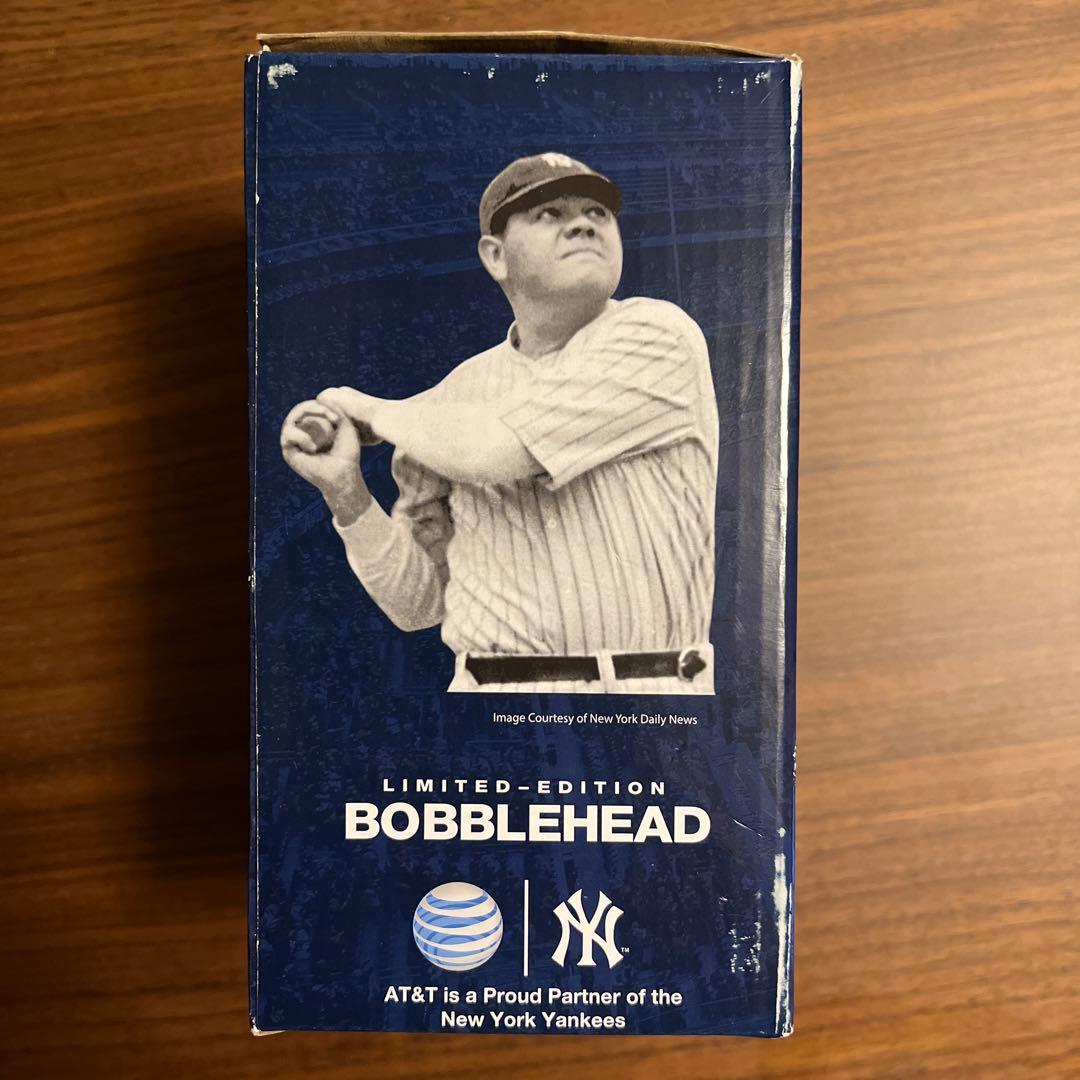 Image Courtesy of New York Daily News
LIMITED-EDITION
BOBBLEHEAD
NY™
AT&T is a Proud Partner of the
New York Yankees